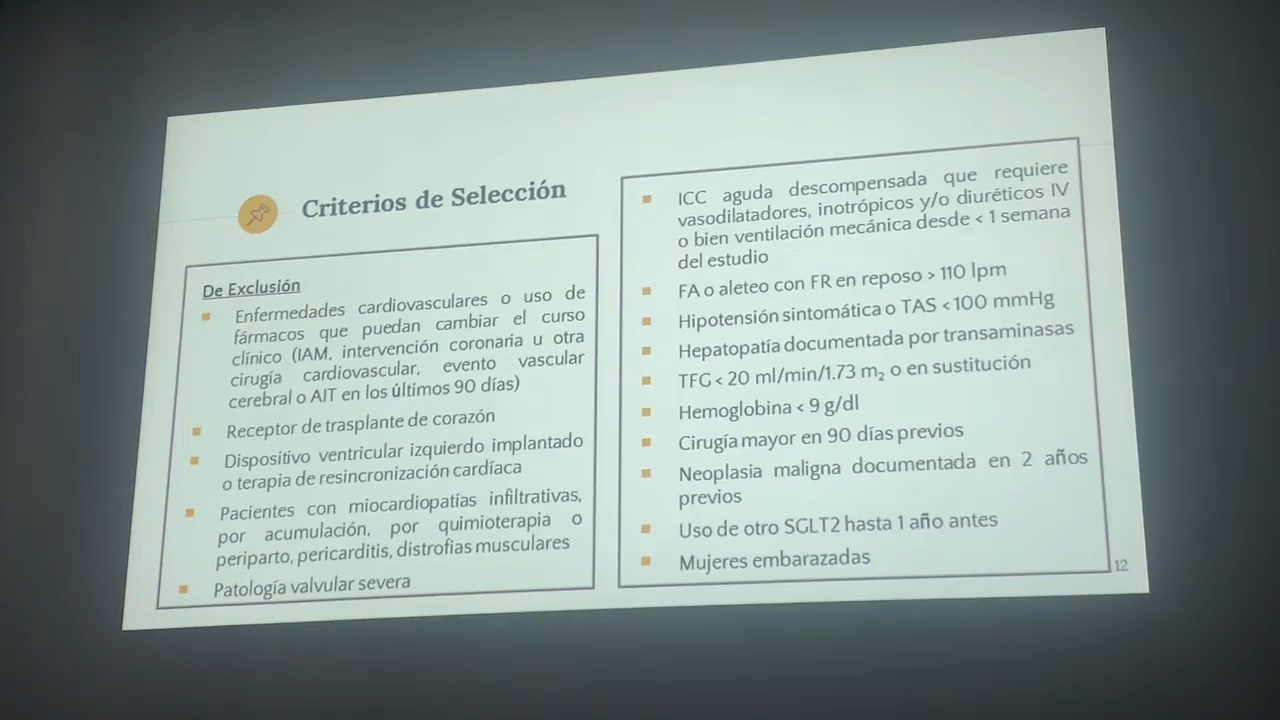 Criterios de Selección
De Exclusión
Enfermedades cardiovasculares o uso de
fármacos que puedan cambiar el curso
clínico (IAM, intervención coronaria u otra
cirugía cardiovascular, evento vascular
cerebral o AIT en los últimos 90 días)
Receptor de trasplante de corazón
Dispositivo ventricular izquierdo implantado
o terapia de resincronización cardíaca
Pacientes con miocardiopatías infiltrativas,
por acumulación, por quimioterapia o
periparto, pericarditis, distrofias musculares
Patología valvular severa
ICC aguda descompensada que requiere
vasodilatadores, inotrópicos y/o diuréticos IV
o bien ventilación mecánica desde < 1 semana
del estudio
FA o aleteo con FR en reposo > 110 lpm
Hipotensión sintomática o TAS < 100 mmHg
Hepatopatía documentada por transaminasas
TFG < 20 ml/min/1.73 m₂ o en sustitución
Hemoglobina < 9 g/dl
Cirugía mayor en 90 días previos
Neoplasia maligna documentada en 2 años
previos
Uso de otro SGLT2 hasta 1 año antes
Mujeres embarazadas
12